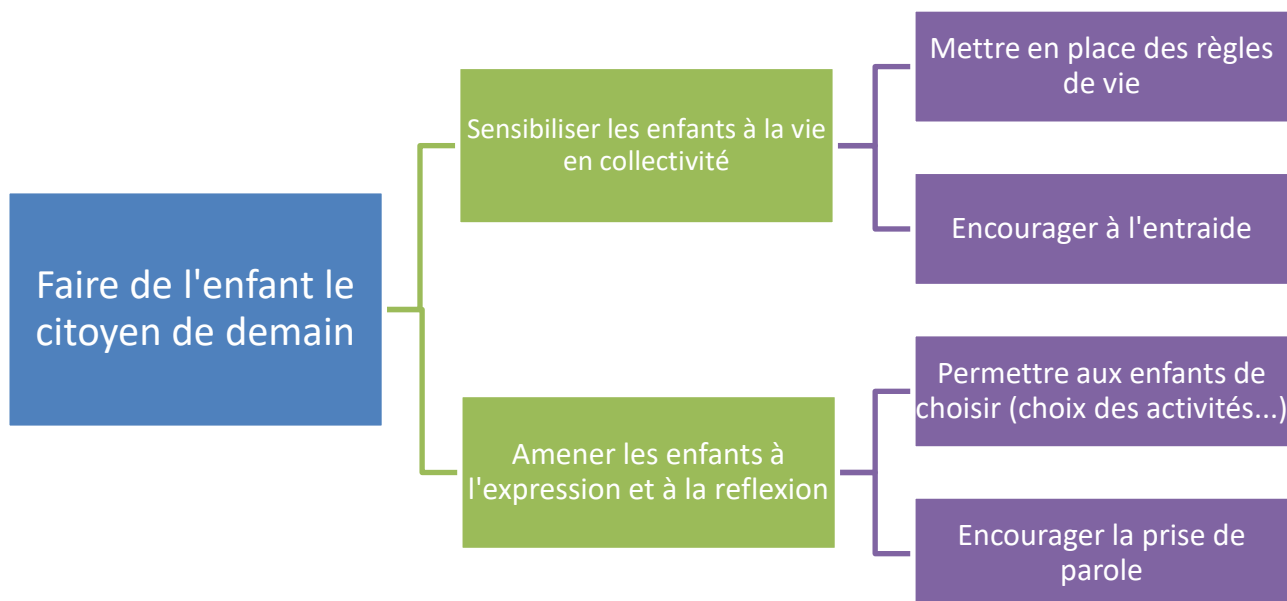 Faire de l'enfant le
citoyen de demain
Sensibiliser les enfants à la vie
en collectivité
Mettre en place des règles
de vie
Encourager à l'entraide
Amener les enfants à
l'expression et à la reflexion
Permettre aux enfants de
choisir (choix des activités...)
Encourager la prise de
parole